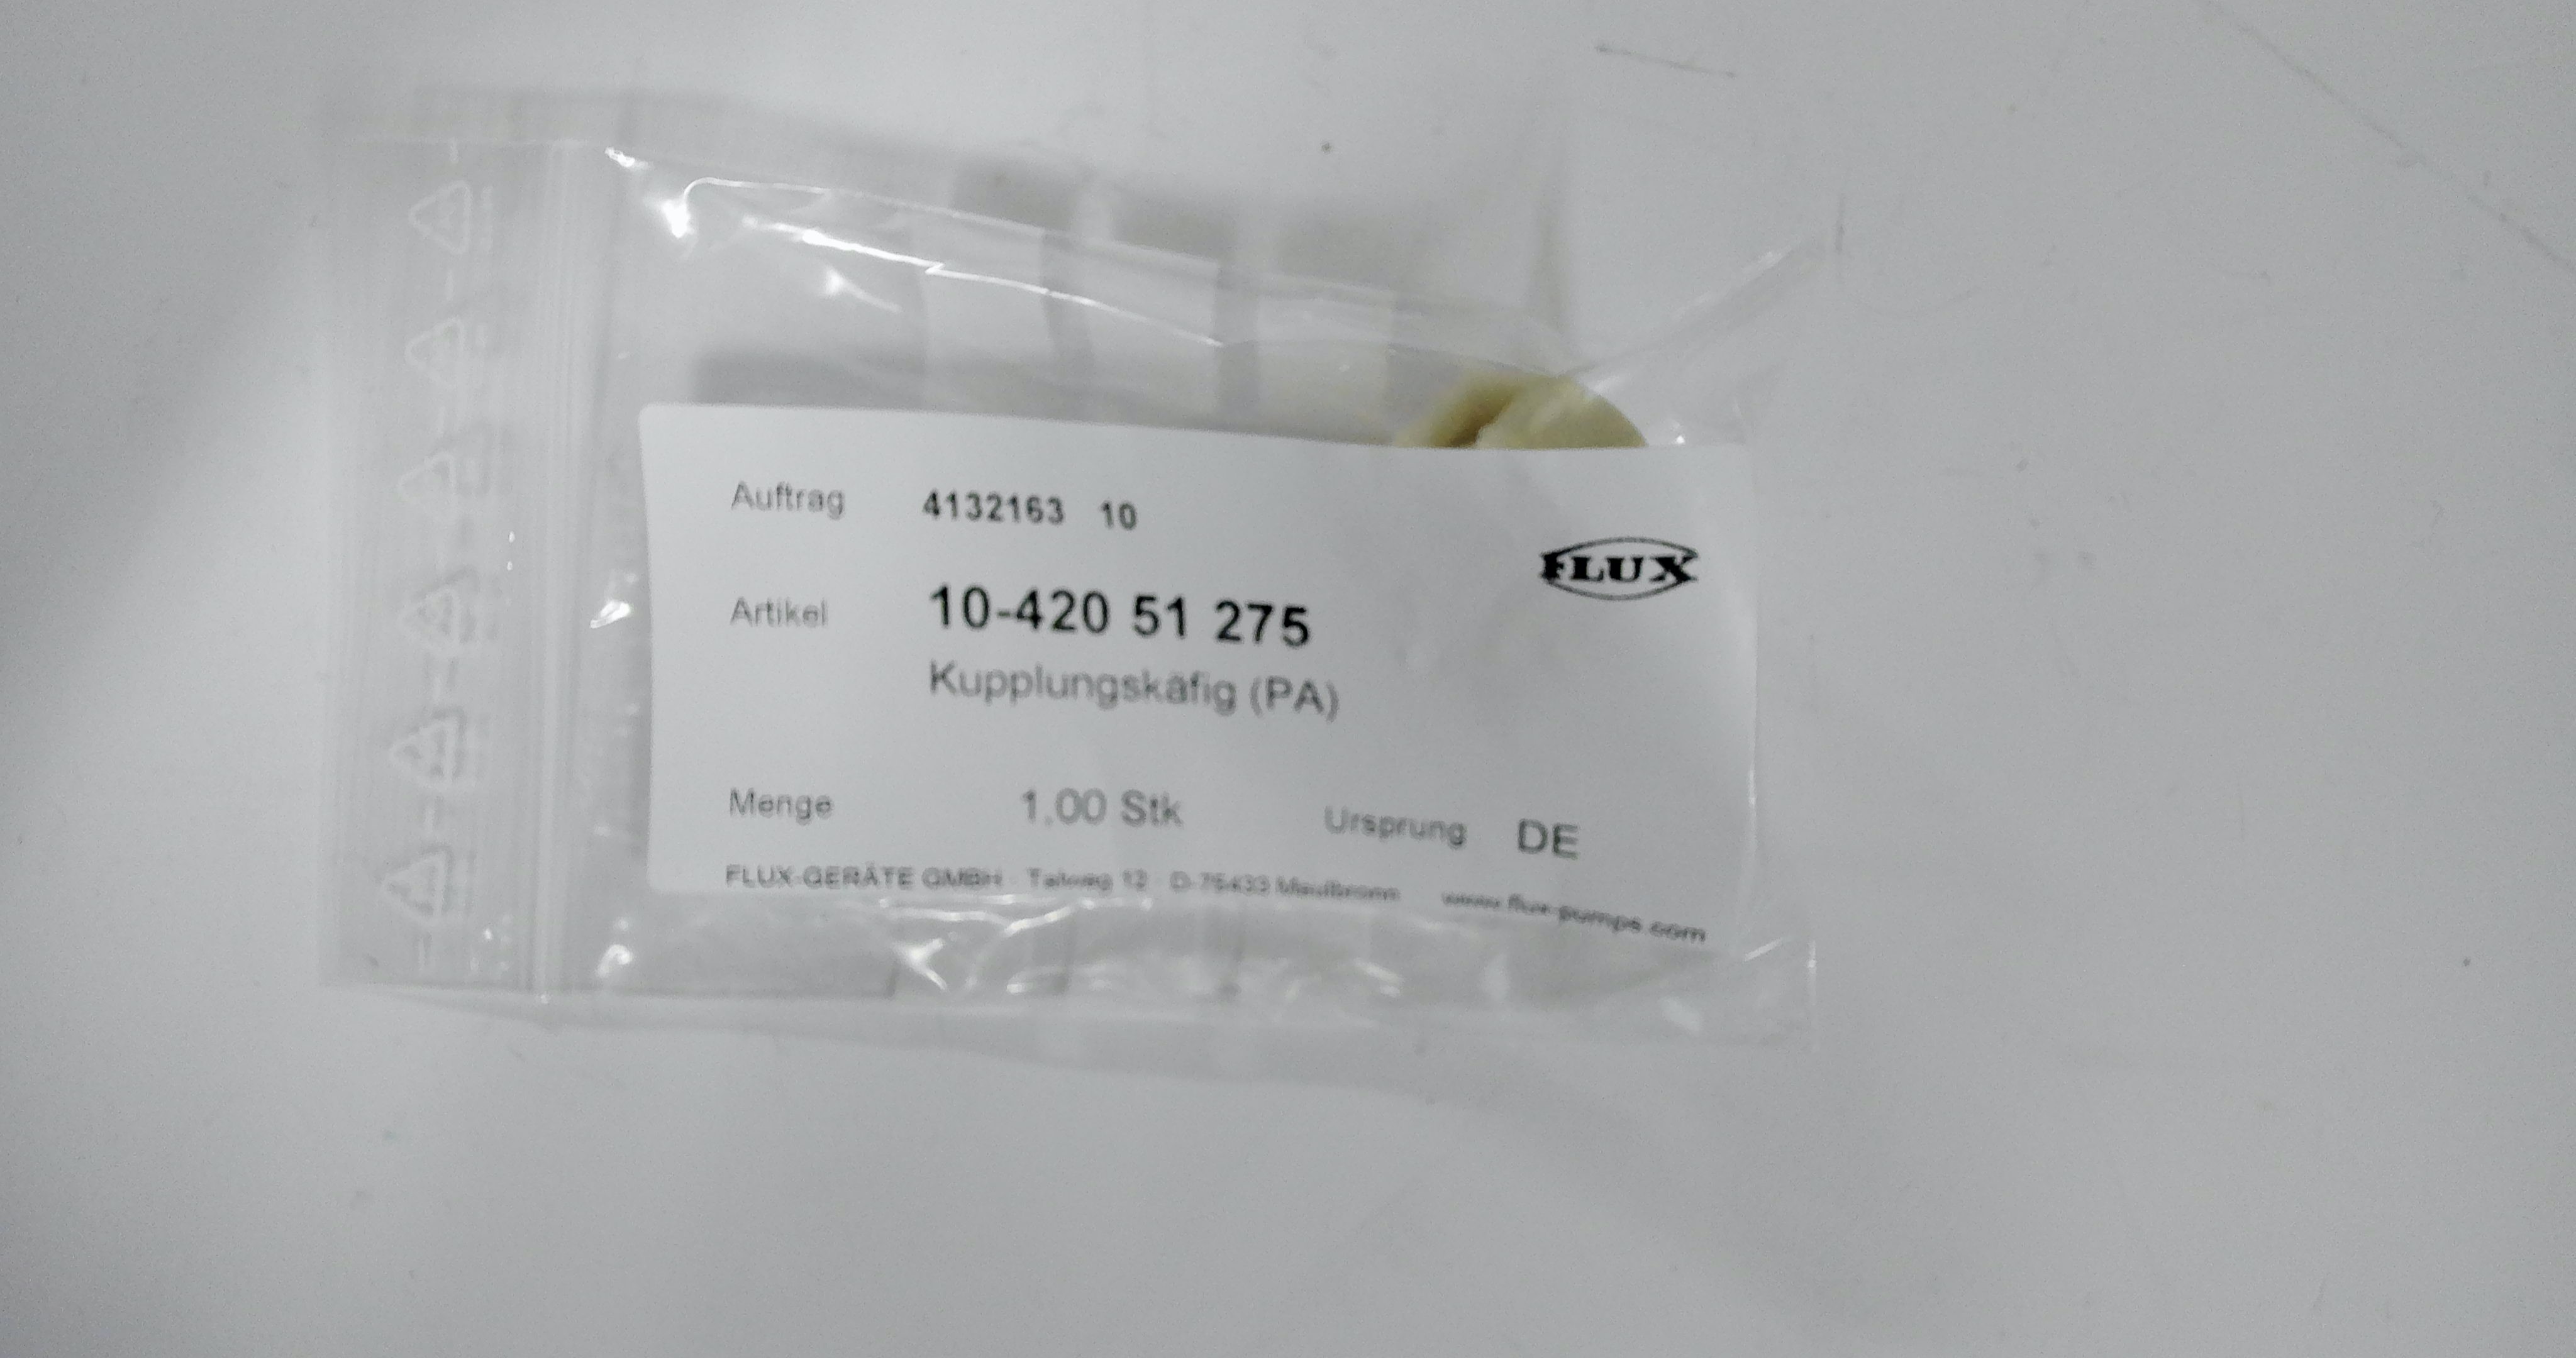 Auftrag 4132163 10
FLUX
Artikel 10-420 51 275
Kupplungskäfig (PA)
Menge 1.00 Stk Ursprung DE
FLUX-GERÄTE GMBH Talweg 12 D-75433 Maulbronn www.flux-pumps.com